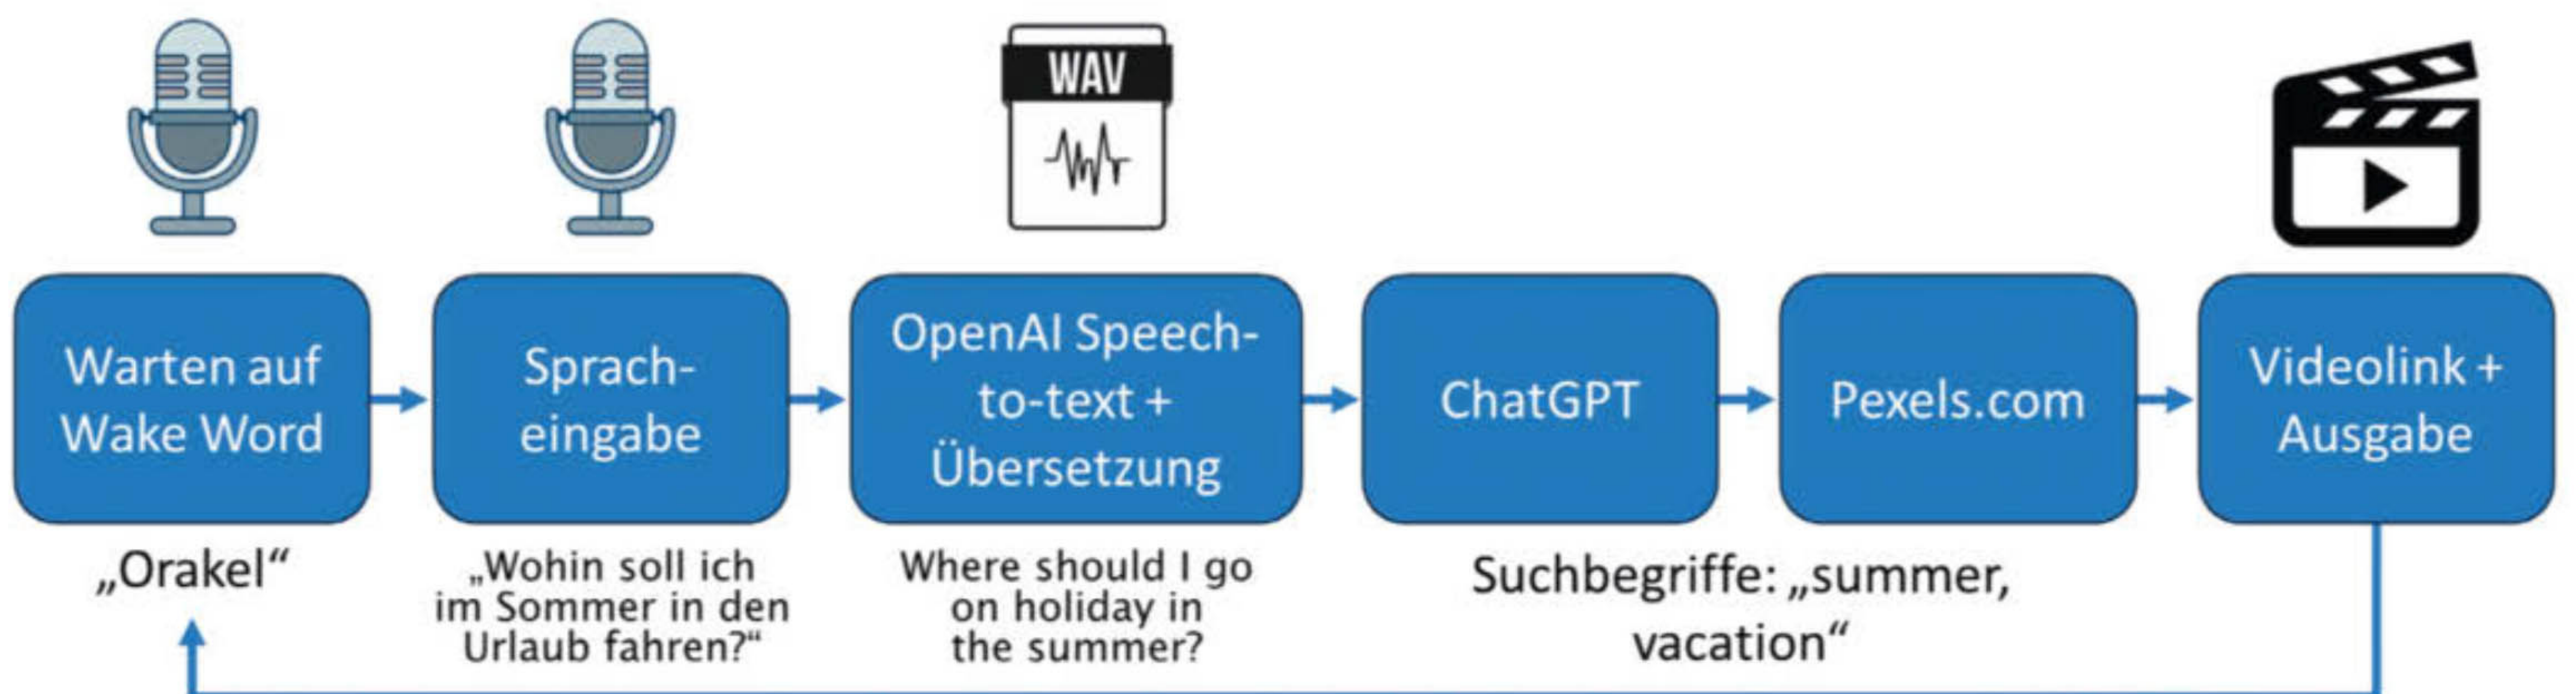 WAV
Warten auf
Wake Word
Sprach-
eingabe
OpenAI Speech-
to-text +
Übersetzung
ChatGPT
Pexels.com
Videolink +
Ausgabe
„Orakel“
„Wohin soll ich
im Sommer in den
Urlaub fahren?“
Where should I go
on holiday in
the summer?
Suchbegriffe: „summer,
vacation“